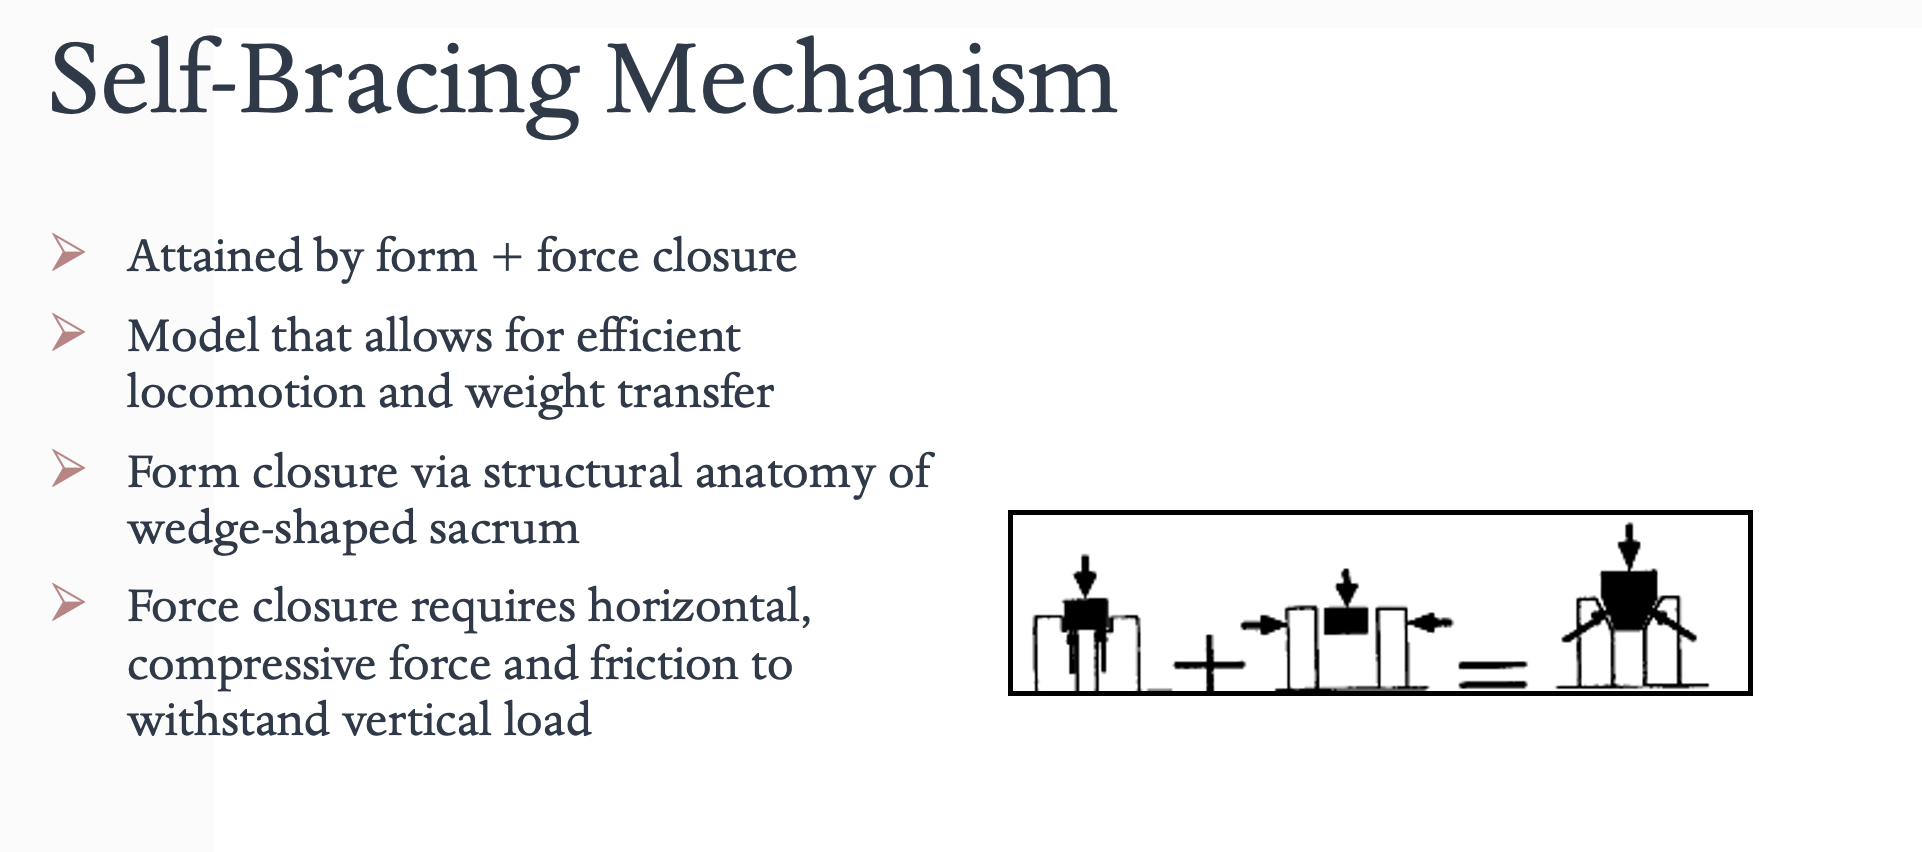 Self-Bracing Mechanism
Attained by form + force closure
Model that allows for efficient
locomotion and weight transfer
Form closure via structural anatomy of
wedge-shaped sacrum
Force closure requires horizontal,
compressive force and friction to
withstand vertical load
+ =